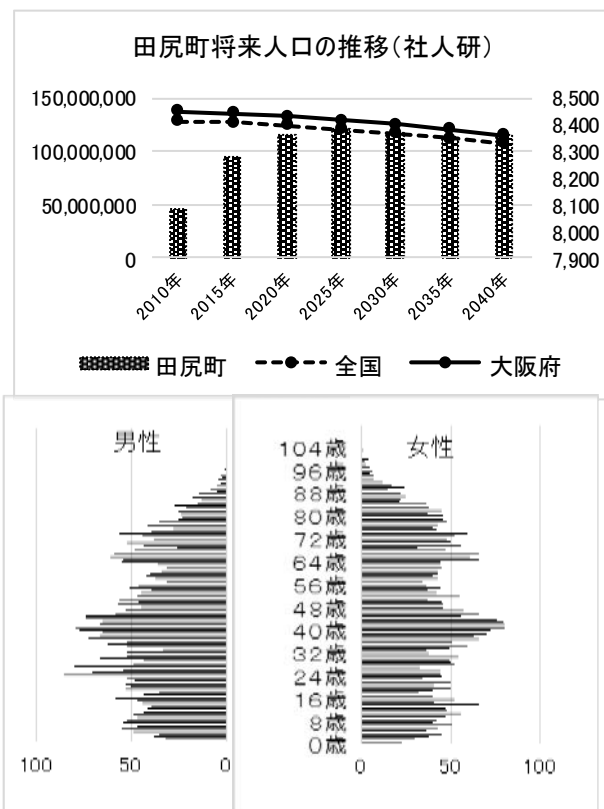 田尻町将来人口の推移(社人研)
150,000,000
100,000,000
50,000,000
0
8,500
8,400
8,300
8,200
8,100
8,000
7,900
2010年 2015年 2020年 2025年 2030年 2035年 2040年
田尻町 全国 大阪府
男性
100 50 0
女性
104歳
96歳
88歳
80歳
72歳
64歳
56歳
48歳
40歳
32歳
24歳
16歳
8歳
0歳
0 50 100